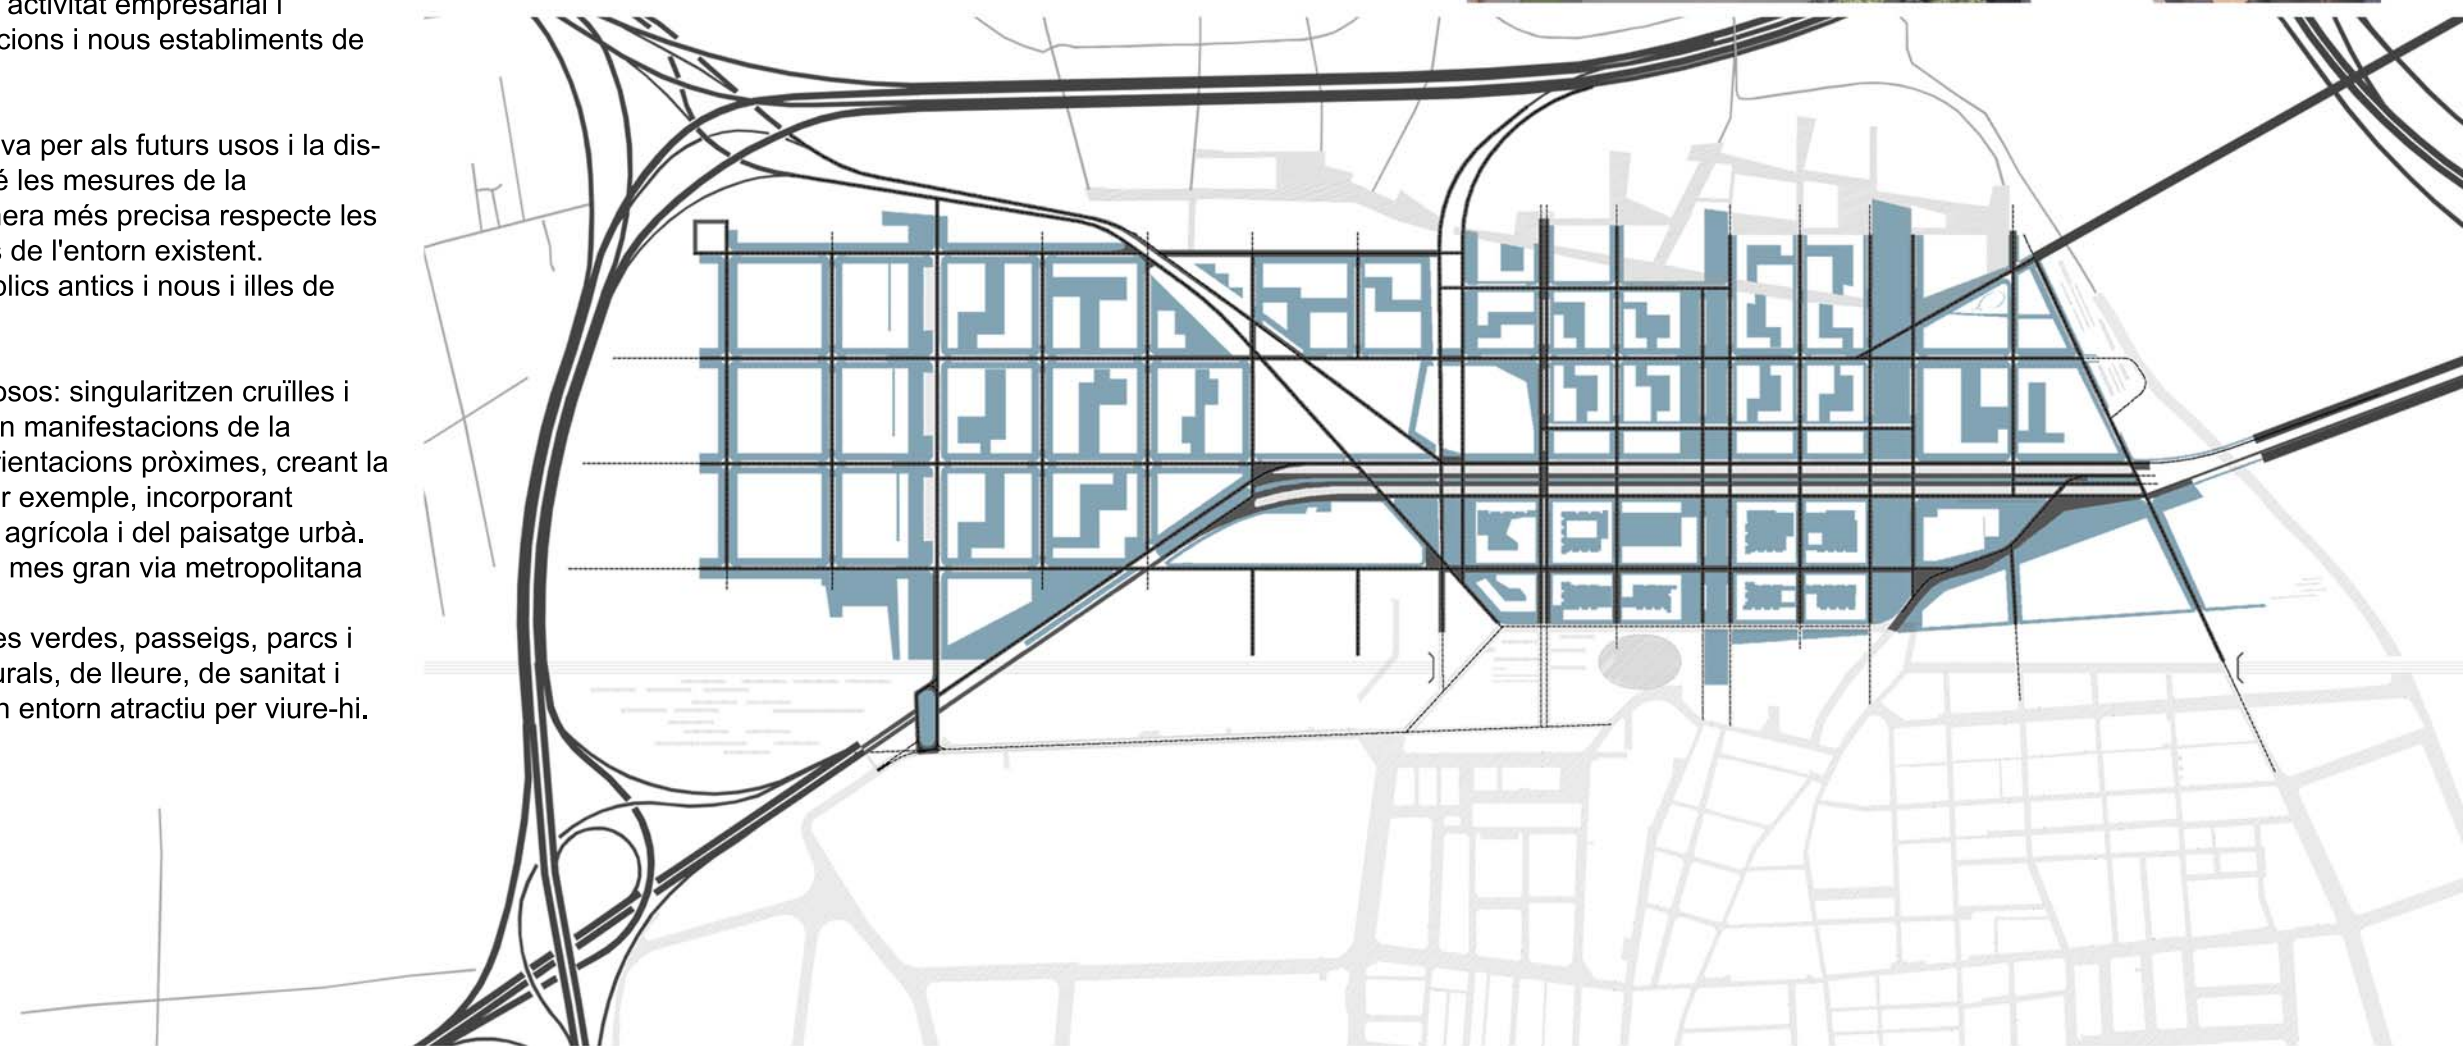 activitat empresarial i
cions i nous establiments de
va per als futurs usos i la dis-
é les mesures de la
nera més precisa respecte les
s de l'entorn existent.
olics antics i nous i illes de
osos: singularitzen cruïlles i
n manifestacions de la
rientacions pròximes, creant la
r exemple, incorporant
agrícola i del paisatge urbà.
mes gran via metropolitana
es verdes, passeigs, parcs i
urals, de lleure, de sanitat i
n entorn atractiu per viure-hi.